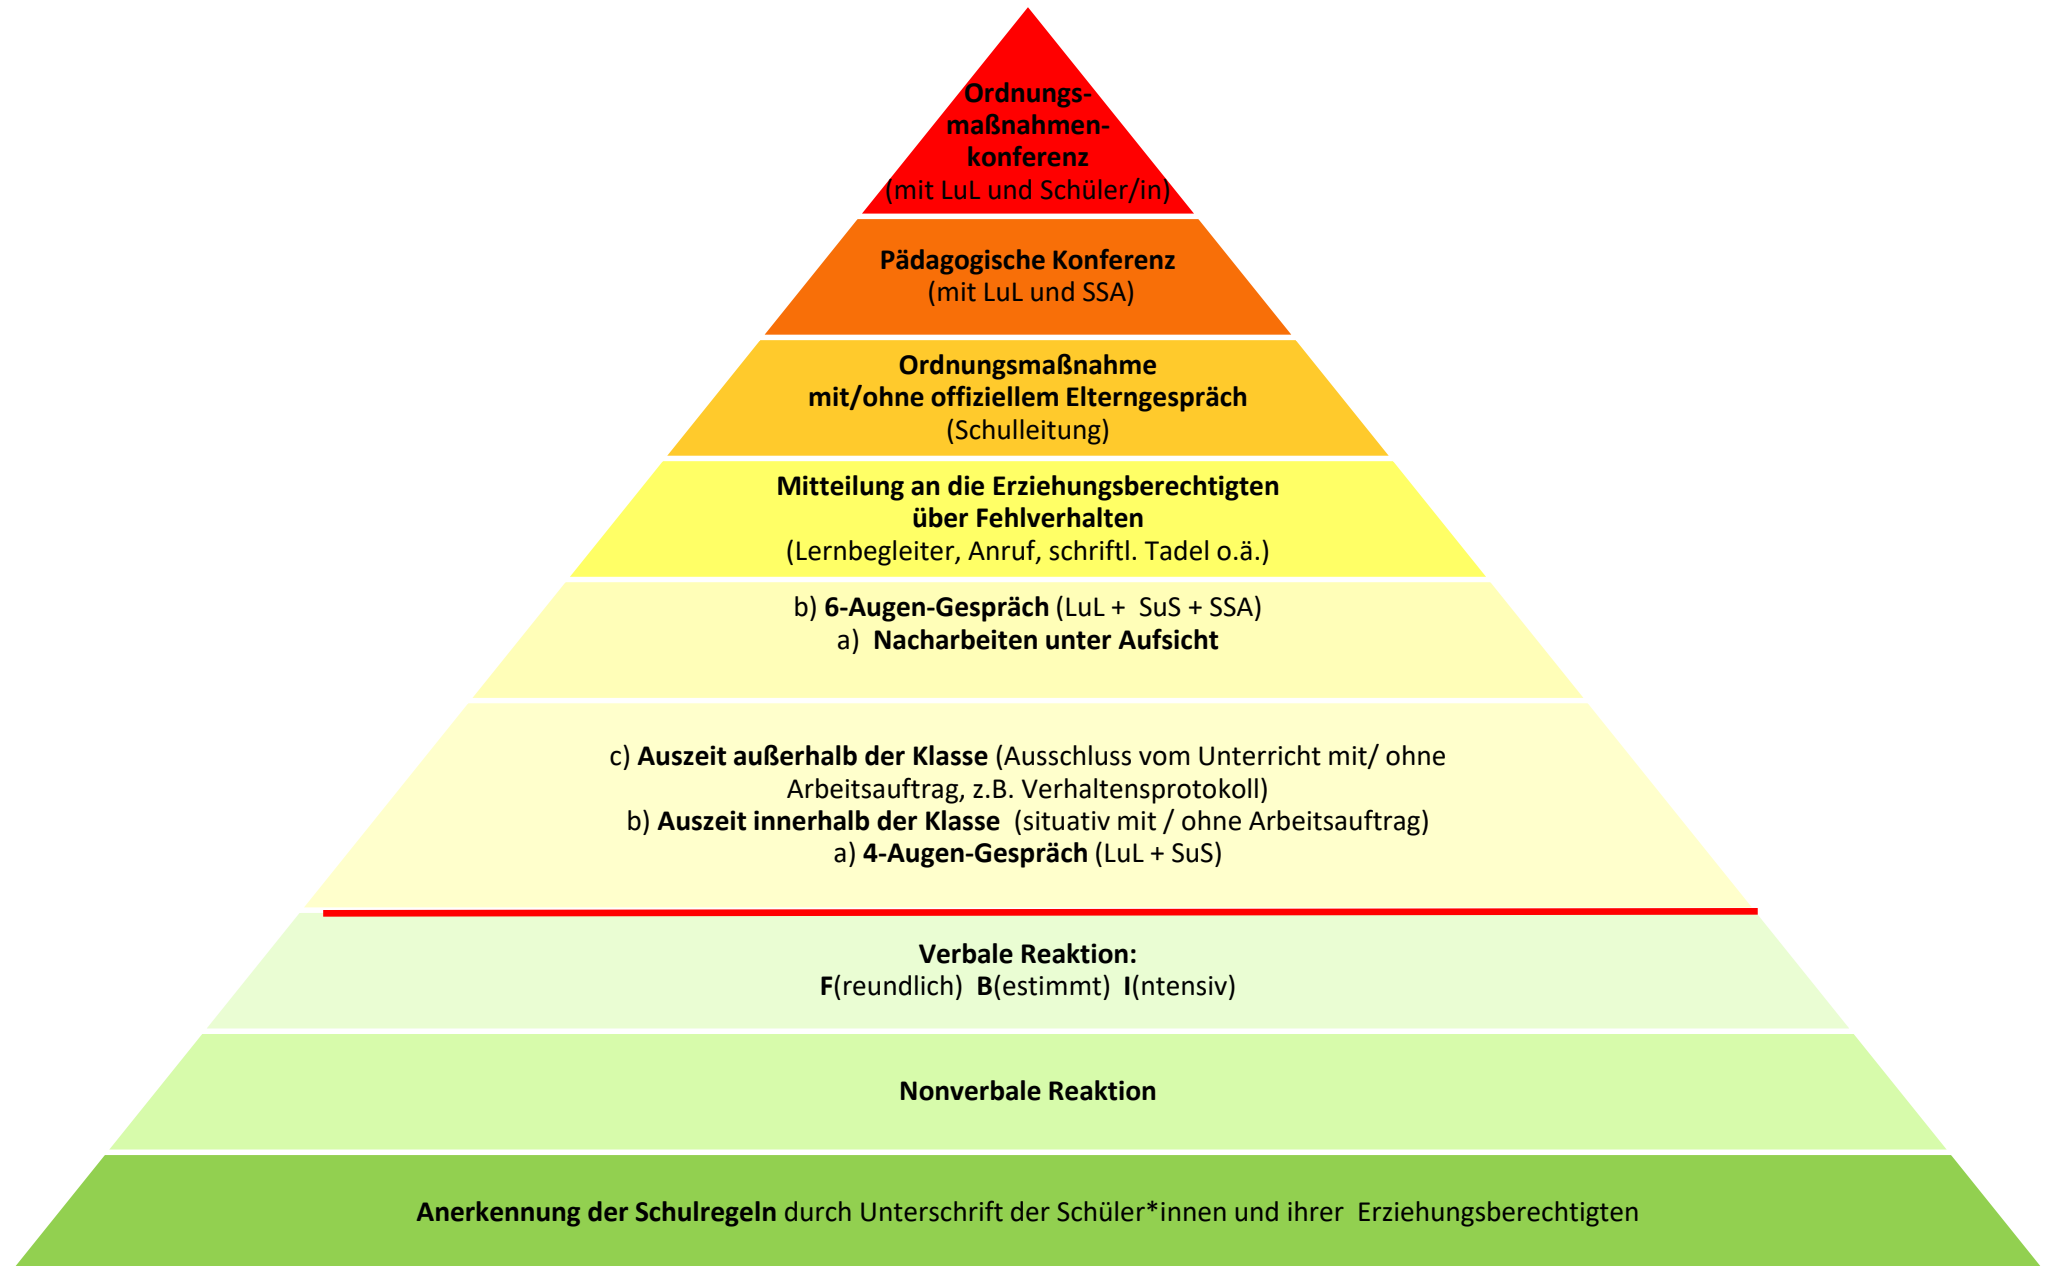 Ordnungs-
maßnahmen-
konferenz
(mit LuL und Schüler/in)
Pädagogische Konferenz
(mit LuL und SSA)
Ordnungsmaßnahme
mit/ohne offiziellem Elterngespräch
(Schulleitung)
Mitteilung an die Erziehungsberechtigten
über Fehlverhalten
(Lernbegleiter, Anruf, schriftl. Tadel o.ä.)
b) 6-Augen-Gespräch (LuL + SuS + SSA)
a) Nacharbeiten unter Aufsicht
c) Auszeit außerhalb der Klasse (Ausschluss vom Unterricht mit/ ohne
Arbeitsauftrag, z.B. Verhaltensprotokoll)
b) Auszeit innerhalb der Klasse (situativ mit / ohne Arbeitsauftrag)
a) 4-Augen-Gespräch (LuL + SuS)
Verbale Reaktion:
F(reundlich) B(estimmt) I(ntensiv)
Nonverbale Reaktion
Anerkennung der Schulregeln durch Unterschrift der Schüler*innen und ihrer Erziehungsberechtigten